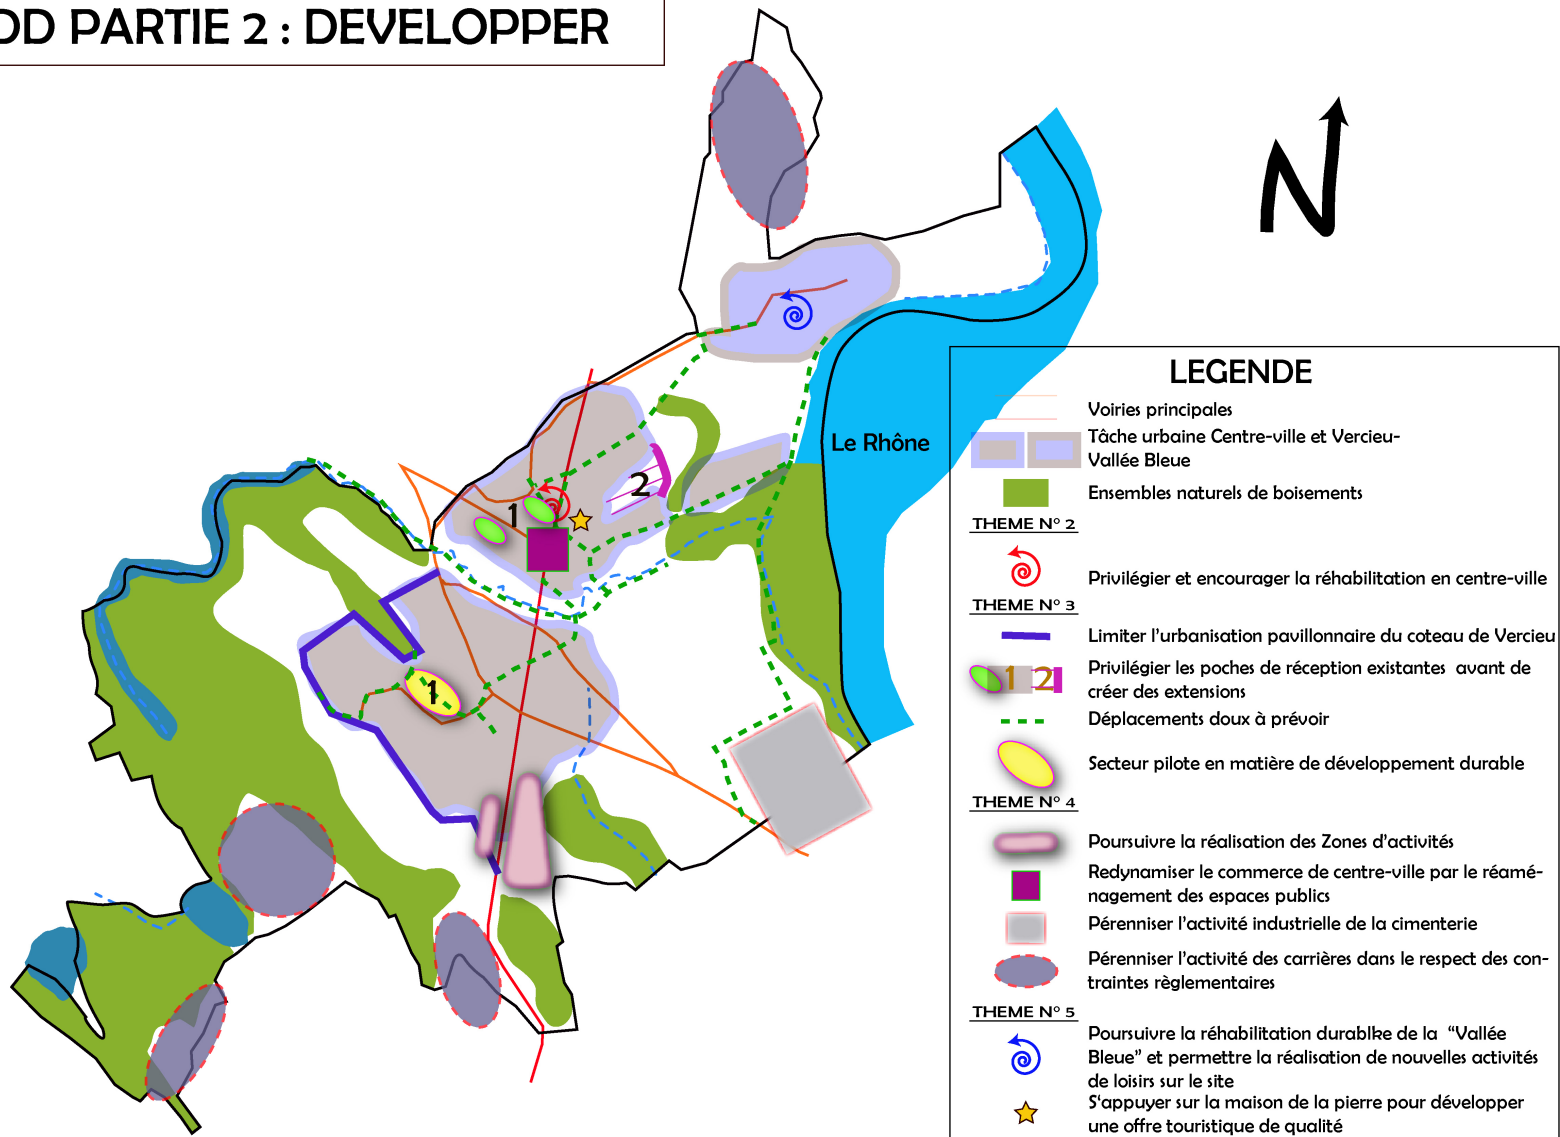 DD PARTIE 2 : DEVELOPPER
N
Le Rhône
2
1
1
LEGENDE
Voiries principales
Tâche urbaine Centre-ville et Vercieu-
Vallée Bleue
Ensembles naturels de boisements
THEME N° 2
Privilégier et encourager la réhabilitation en centre-ville
THEME N° 3
Limiter l'urbanisation pavillonnaire du coteau de Vercieu
1 2
Privilégier les poches de réception existantes avant de
créer des extensions
Déplacements doux à prévoir
Secteur pilote en matière de développement durable
THEME N° 4
Poursuivre la réalisation des Zones d'activités
Redynamiser le commerce de centre-ville par le réamé-
nagement des espaces publics
Pérenniser l'activité industrielle de la cimenterie
Pérenniser l'activité des carrières dans le respect des con-
traintes règlementaires
THEME N° 5
Poursuivre la réhabilitation durablke de la "Vallée
Bleue" et permettre la réalisation de nouvelles activités
de loisirs sur le site
S'appuyer sur la maison de la pierre pour développer
une offre touristique de qualité